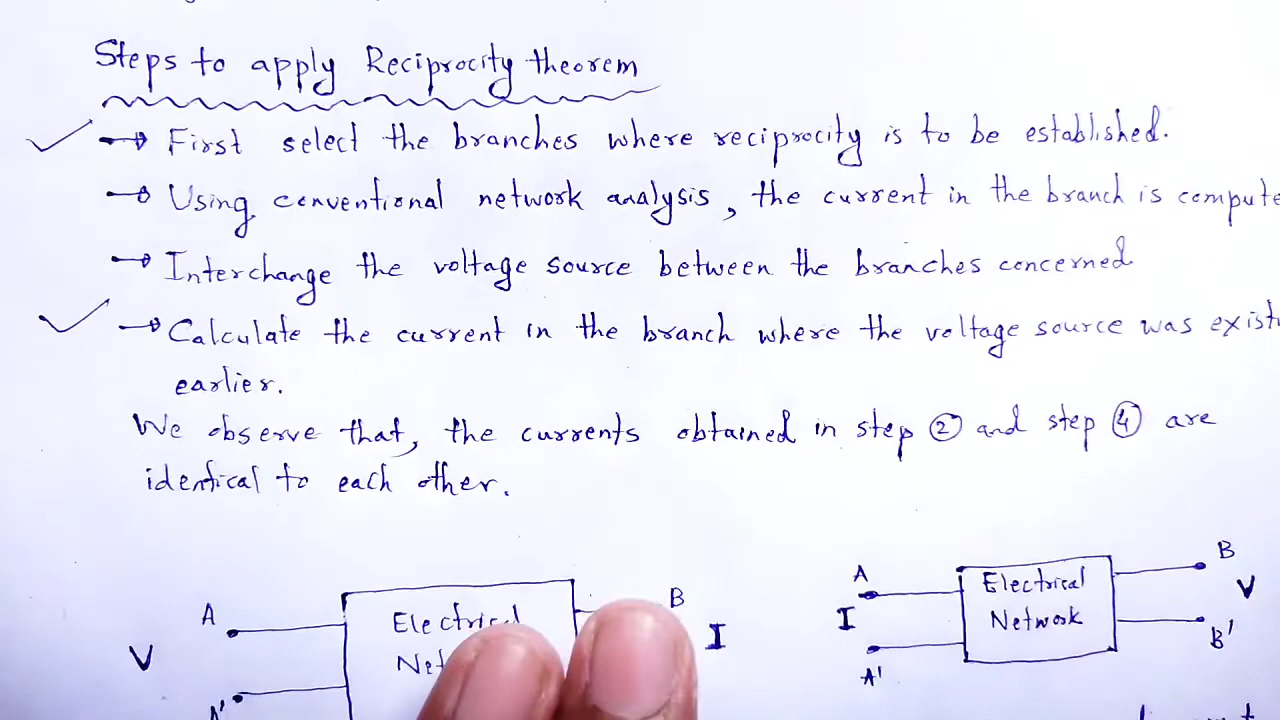 Steps to apply Reciprocity theorem
First select the branches where reciprocity is to be established.
Using conventional network analysis, the current in the branch is compute
Interchange the voltage source between the branches concerned
Calculate the current in the branch where the voltage source was
earlier.
We observe that, the currents obtained in step ② and step ④ are
identical to each other.
A
V
A'
Electrical
B
I
A
I
A'
Electrical
Network
B
V
B'